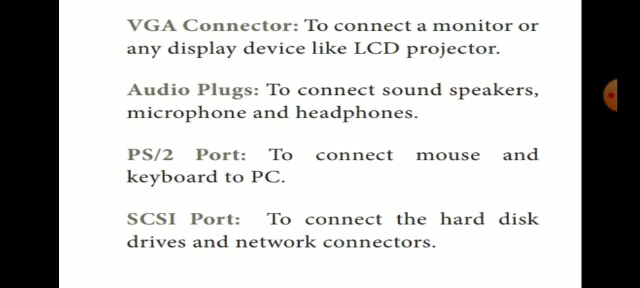 VGA Connector: To connect a monitor or
any display device like LCD projector.
Audio Plugs: To connect sound speakers,
microphone and headphones.
PS/2 Port: To connect mouse and
keyboard to PC.
SCSI Port: To connect the hard disk
drives and network connectors.